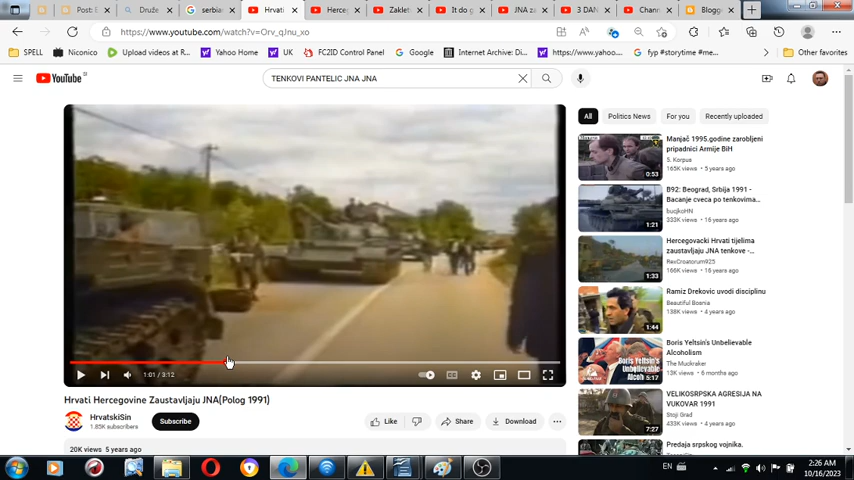 Post: E
Druže
serbia
Hrvati
Herceg
Zaklet
It do g
JNA za
3 DAN
Chann
Blogge
https://www.youtube.com/watch?v=Orv_qJnu_xo
SPELL
Niconico
Upload videos at R...
Yahoo Home
UK
FC2ID Control Panel
Google
Internet Archive: Di...
https://www.yahoo....
fyp #storytime #me...
Other favorites
YouTube
TENKOVI PANTELIC JNA JNA
All
Politics News
For you
Recently uploaded
Manjač 1995.godine zarobljeni
pripadnici Armije BiH
5. Korpus
165K views • 5 years ago
0:53
B92: Beograd, Srbija 1991 -
Bacanje cveca po tenkovima...
bucjkoHN
333K views • 16 years ago
1:21
Hercegovacki Hrvati tijelima
zaustavljaju JNA tenkove -...
RexCroatorum925
166K views • 16 years ago
1:33
Ramiz Drekovic uvodi disciplinu
Beautiful Bosnia
138K views • 4 years ago
1:44
Boris Yeltsin's Unbelievable
Alcoholism
The Muckraker
13K views • 6 months ago
5:17
VELIKOSRPSKA AGRESIJA NA
VUKOVAR 1991
Stoji Grad
433K views • 4 years ago
7:27
Predaja srpskog vojnika.
1:01 / 3:12
Hrvati Hercegovine Zaustavljaju JNA(Polog 1991)
HrvatskiSin
1.85K subscribers
Subscribe
Like
Share
Download
20K views 5 years ago
EN
2:26 AM
10/16/2023